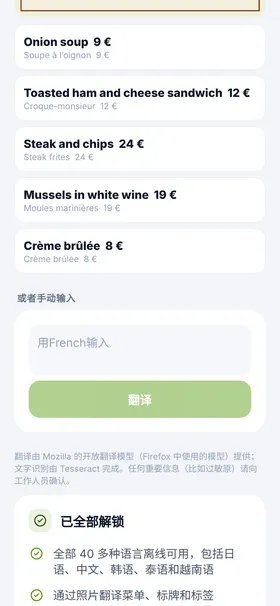 Onion soup 9 €
Soupe à l'oignon 9 €
Toasted ham and cheese sandwich 12 €
Croque-monsieur 12 €
Steak and chips 24 €
Steak frites 24 €
Mussels in white wine 19 €
Moules marinières 19 €
Crème brûlée 8 €
Crème brûlée 8 €
或者手动输入
用French输入
翻译
翻译由 Mozilla 的开放翻译模型（Firefox 中使用的模型）提供；
文字识别由 Tesseract 完成。任何重要信息（比如过敏原）请向
工作人员确认。
已全部解锁
全部 40 多种语言离线可用，包括日
语、中文、韩语、泰语和越南语
通过照片翻译菜单、标牌和标签